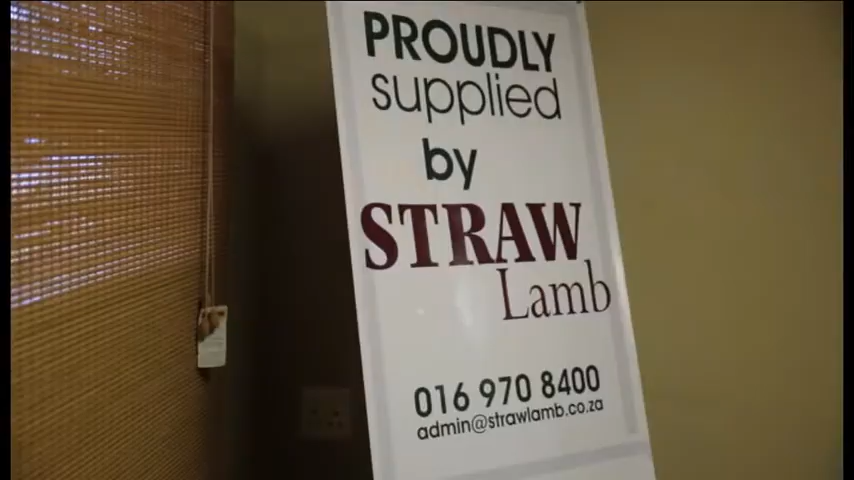 PROUDLY
supplied
by
STRAW
Lamb
016 970 8400
admin@strawlamb.co.za